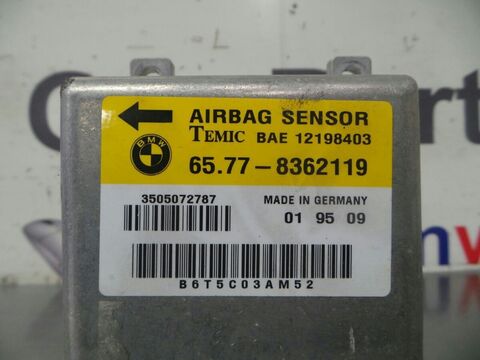 AIRBAG SENSOR
BMW TEMIC BAE 12198403
65.77-8362119
3505072787 MADE IN GERMANY
01 95 09
B6T5C03AM52